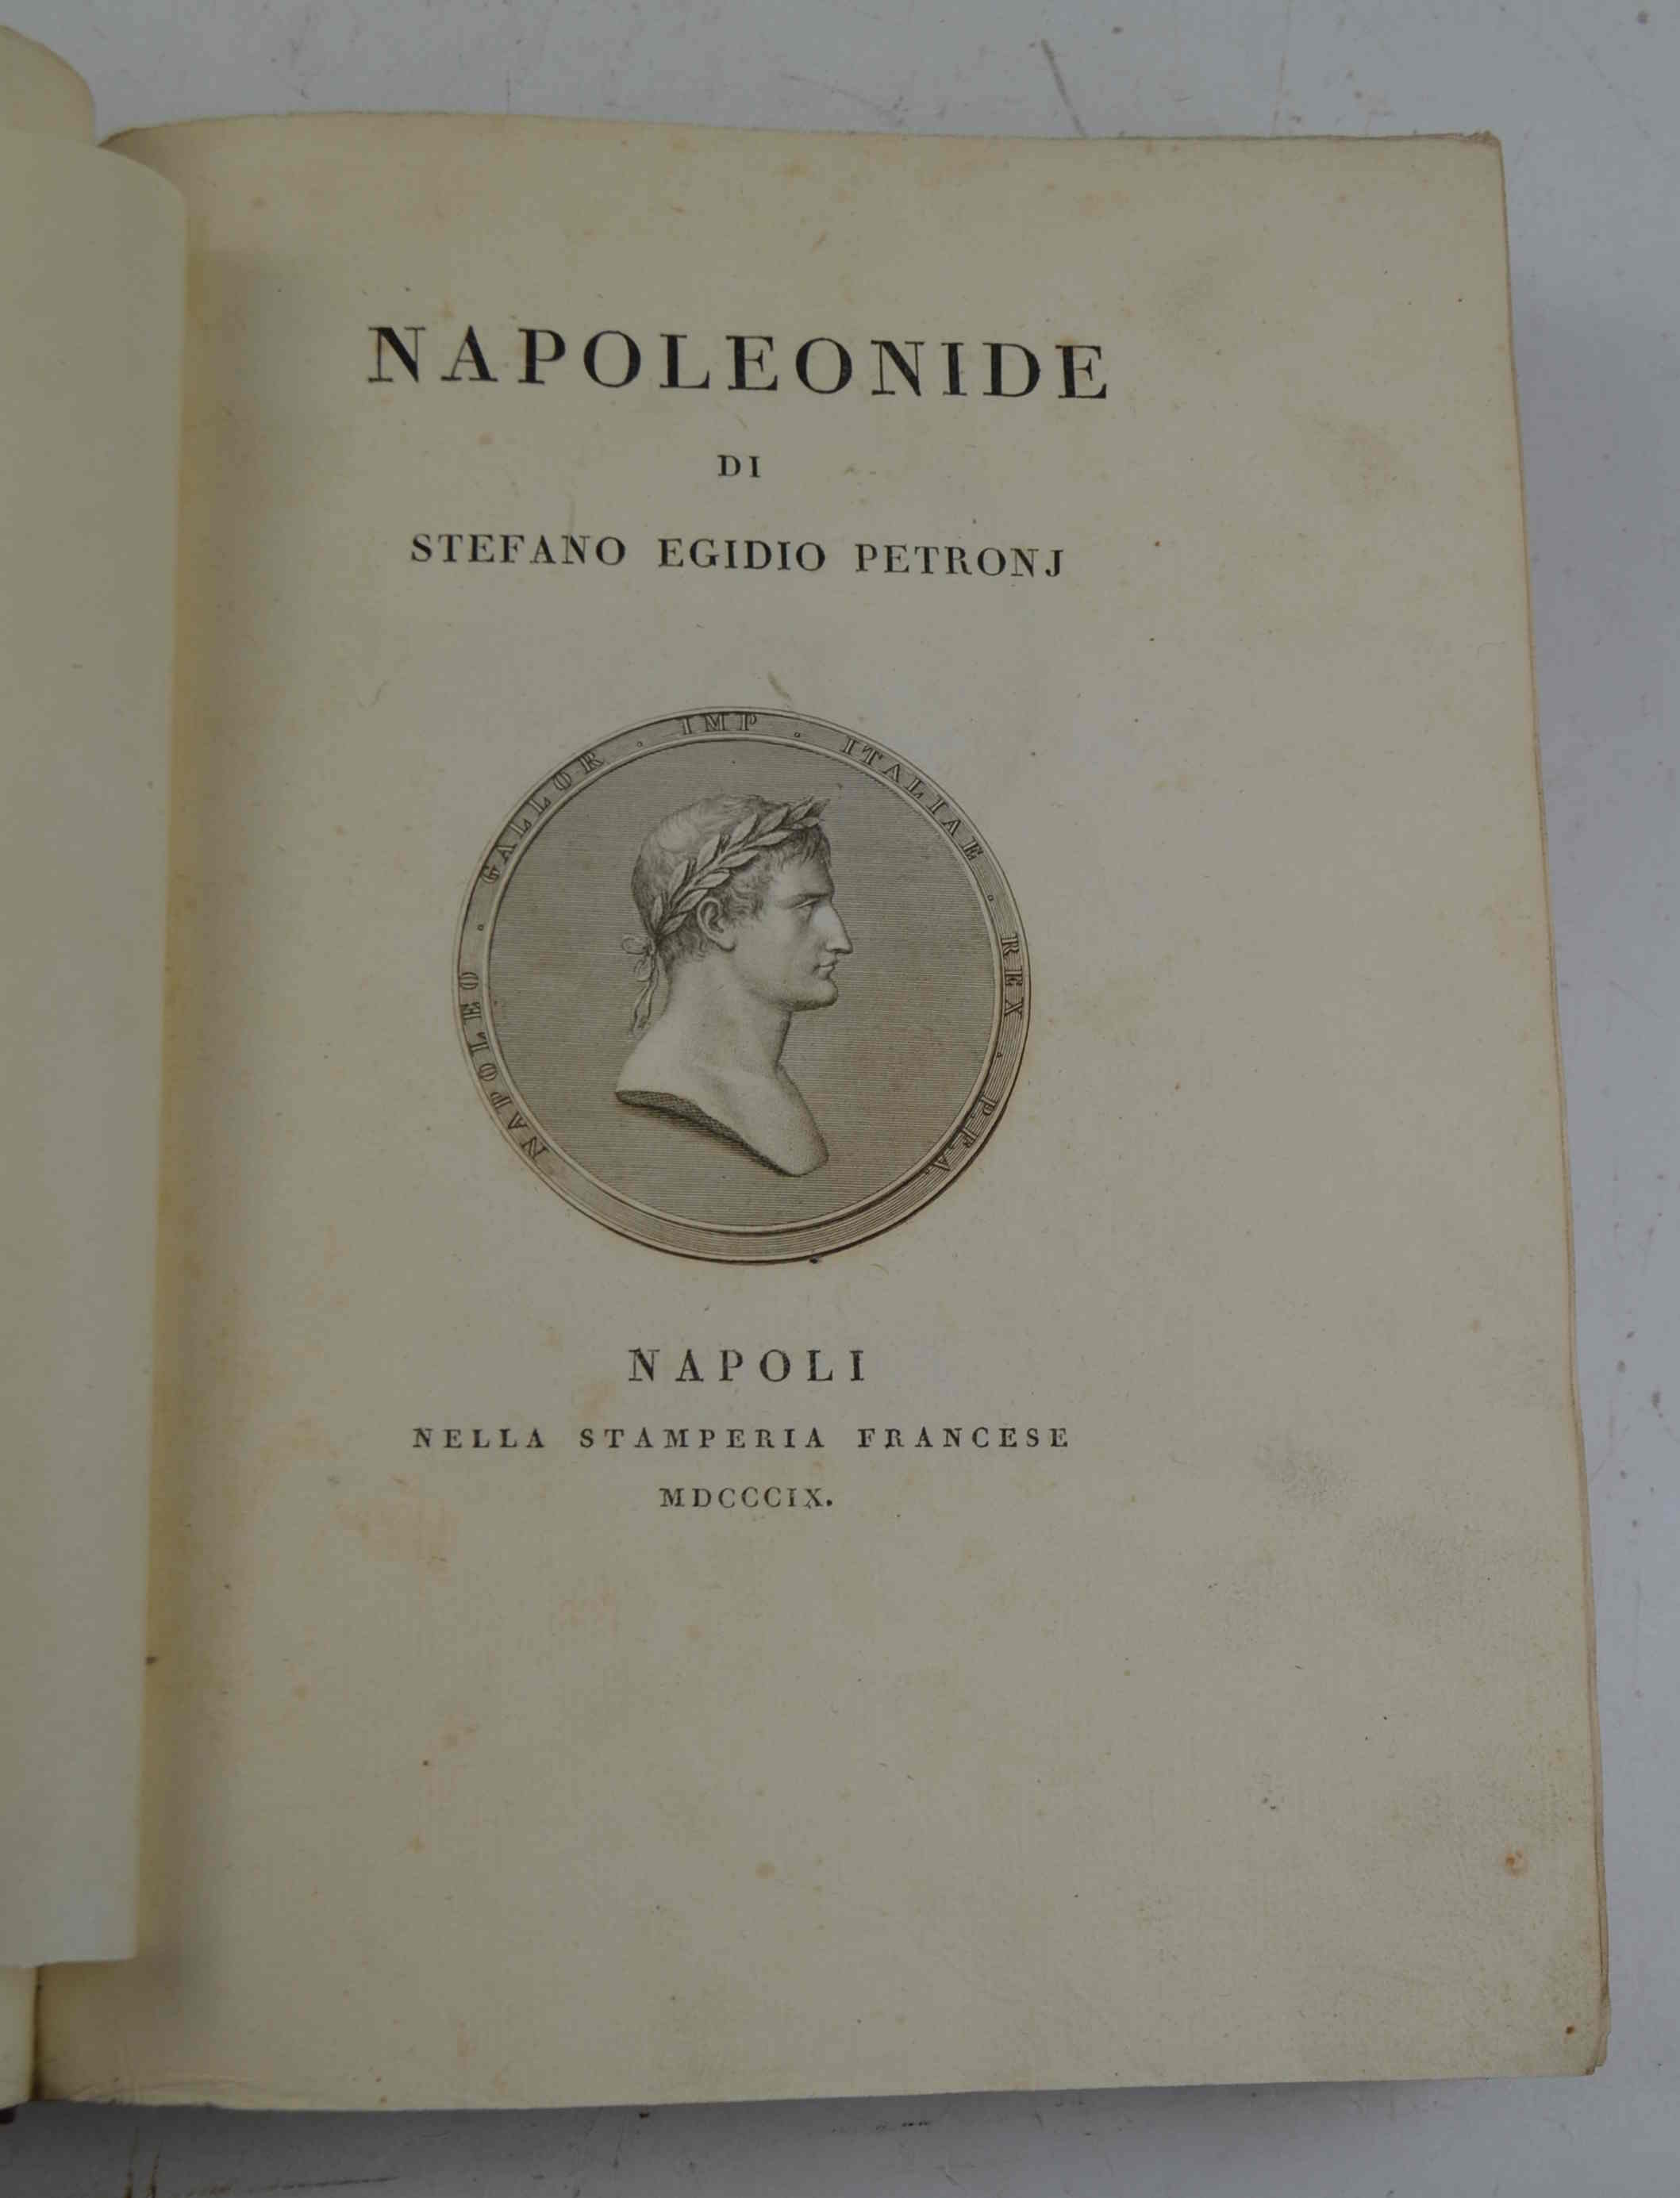 NAPOLEONIDE
DI
STEFANO EGIDIO PETRONJ
NAPOLEO . GALLOR . IMP . ITALIAE . REX . P. F. A.
NAPOLI
NELLA STAMPERIA FRANCESE
MDCCCIX.